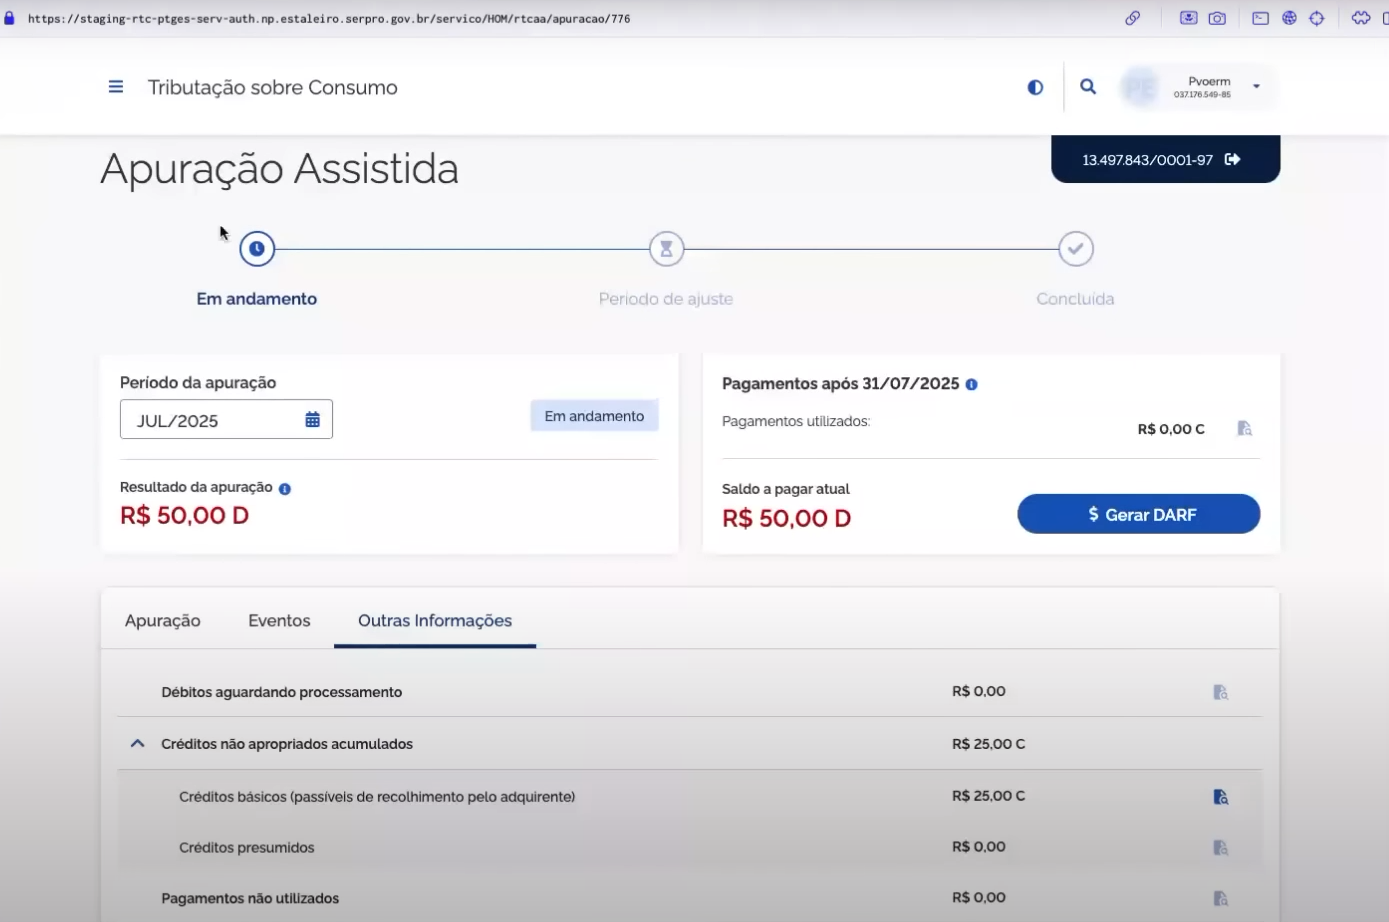 https://staging-rtc-ptges-serv-auth.np.estaleiro.serpro.gov.br/servico/HOM/rtcaa/apuracao/776
Tributação sobre Consumo
PE
Pvoerm
037.176.549-85
Apuração Assistida
13.497.843/0001-97
Em andamento
Período de ajuste
Concluída
Período da apuração
JUL/2025
Em andamento
Resultado da apuração
R$ 50,00 D
Pagamentos após 31/07/2025
Pagamentos utilizados:
R$ 0,00 C
Saldo a pagar atual
R$ 50,00 D
$ Gerar DARF
Apuração Eventos Outras Informações
Débitos aguardando processamento R$ 0,00
Créditos não apropriados acumulados R$ 25,00 C
Créditos básicos (passíveis de recolhimento pelo adquirente) R$ 25,00 C
Créditos presumidos R$ 0,00
Pagamentos não utilizados R$ 0,00